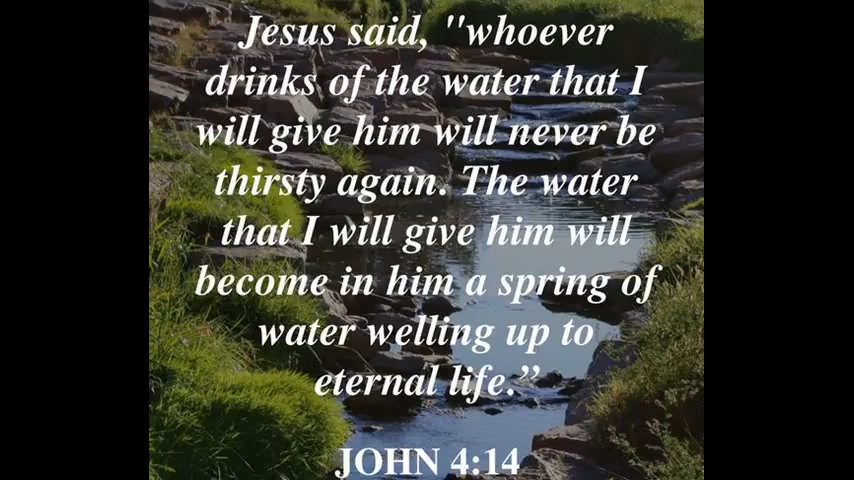 Jesus said, "whoever
drinks of the water that I
will give him will never be
thirsty again. The water
that I will give him will
become in him a spring of
water welling up to
eternal life.”
JOHN 4:14